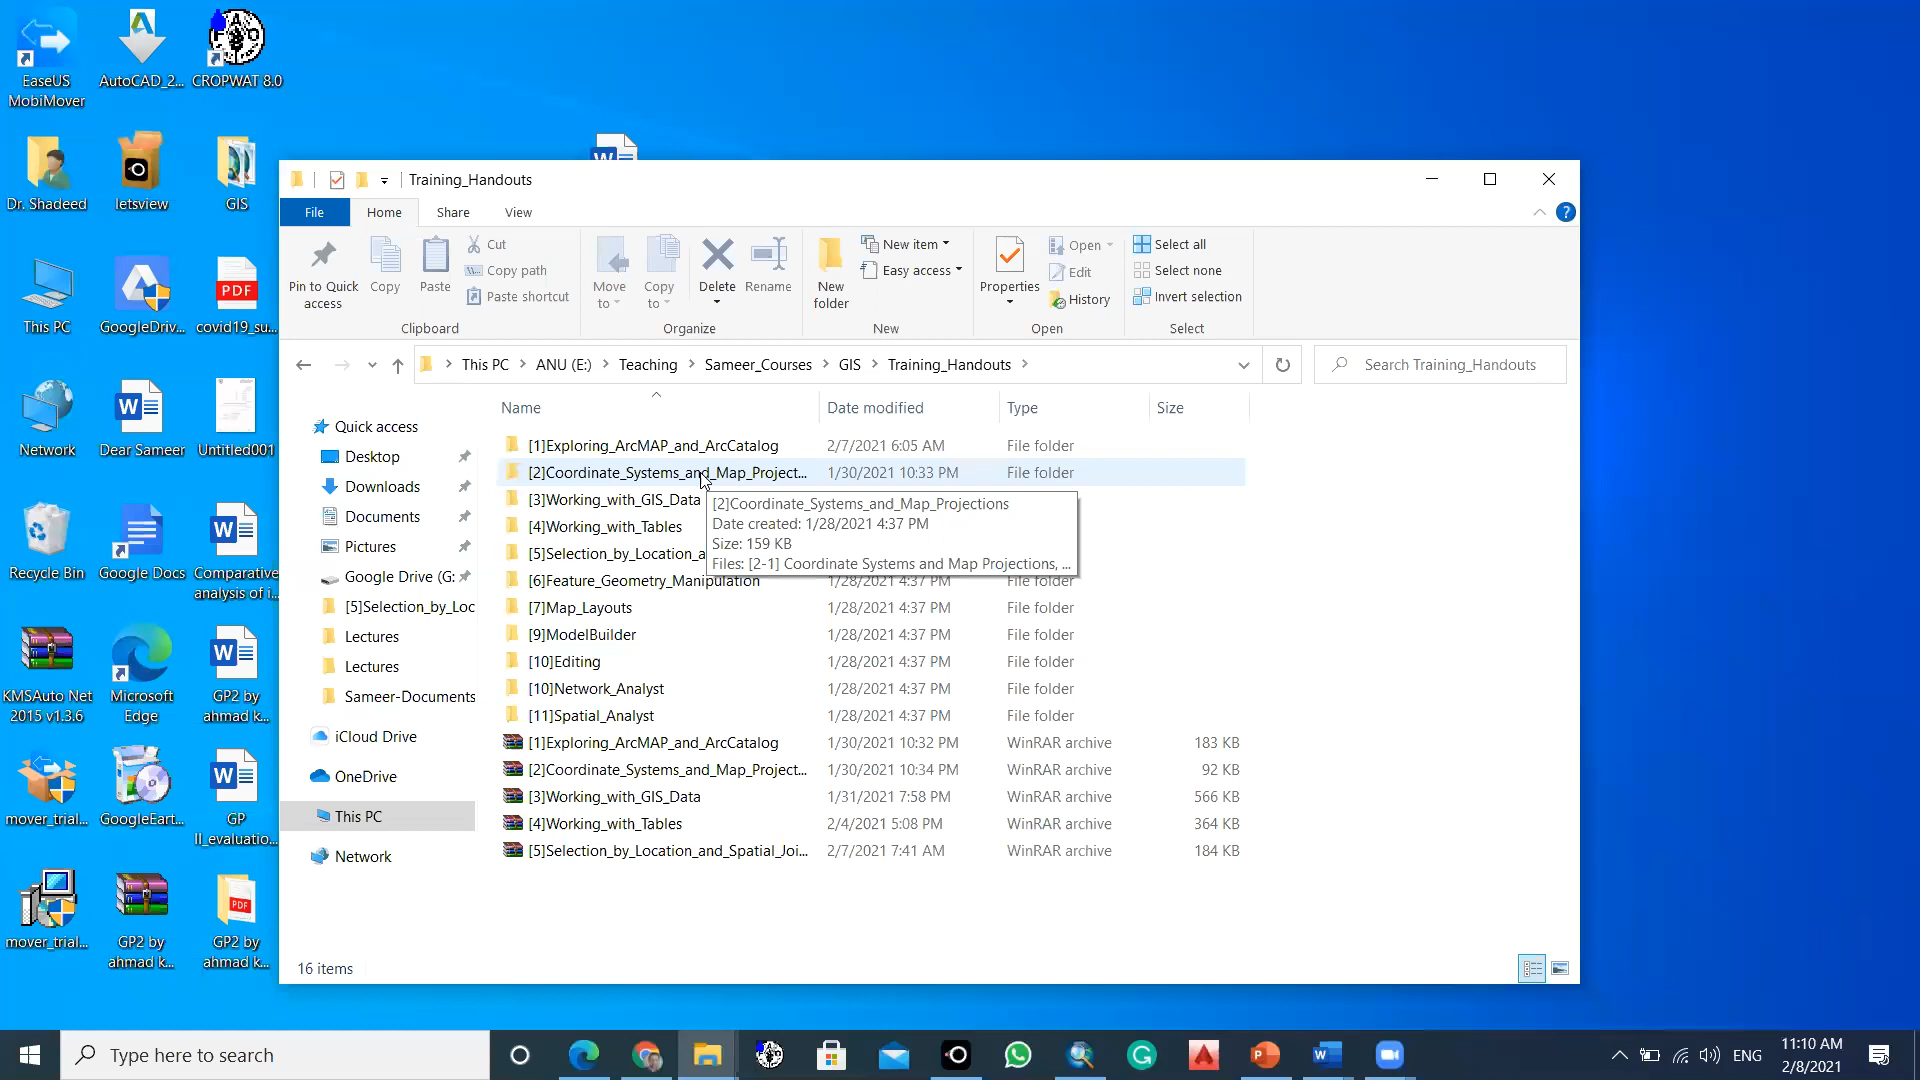 EaseUS
MobiMover
AutoCAD_2...
CROPWAT 8.0
Dr. Shadeed
letsview
GIS
This PC
GoogleDriv...
covid19_su...
Network
Dear Sameer
Untitled001
Recycle Bin
Google Docs
Comparative
analysis of i...
KMSAuto Net
2015 v1.3.6
Microsoft
Edge
GP2 by
ahmad k...
mover_trial...
GoogleEart...
GP
II_evaluatio...
mover_trial...
GP2 by
ahmad k...
GP2 by
ahmad k...
PDF
PDF
Training_Handouts
File
Home
Share
View
Pin to Quick
access
Copy
Paste
Cut
Copy path
Paste shortcut
Clipboard
Move
to
Copy
to
Delete
Rename
Organize
New
folder
New item
Easy access
New
Properties
Open
Edit
History
Open
Select all
Select none
Invert selection
Select
This PC > ANU (E:) > Teaching > Sameer_Courses > GIS > Training_Handouts >
Search Training_Handouts
Quick access
Desktop
Downloads
Documents
Pictures
Google Drive (G:
[5]Selection_by_Loc
Lectures
Lectures
Sameer-Documents
iCloud Drive
OneDrive
This PC
Network
Name Date modified Type Size
[1]Exploring_ArcMAP_and_ArcCatalog 2/7/2021 6:05 AM File folder
[2]Coordinate_Systems_and_Map_Project... 1/30/2021 10:33 PM File folder
[3]Working_with_GIS_Data
[4]Working_with_Tables
[5]Selection_by_Location_a
[2]Coordinate_Systems_and_Map_Projections
Date created: 1/28/2021 4:37 PM
Size: 159 KB
Files: [2-1] Coordinate Systems and Map Projections, ...
[6]Feature_Geometry_Manipulation 1/28/2021 4:37 PM File folder
[7]Map_Layouts 1/28/2021 4:37 PM File folder
[9]ModelBuilder 1/28/2021 4:37 PM File folder
[10]Editing 1/28/2021 4:37 PM File folder
[10]Network_Analyst 1/28/2021 4:37 PM File folder
[11]Spatial_Analyst 1/28/2021 4:37 PM File folder
[1]Exploring_ArcMAP_and_ArcCatalog 1/30/2021 10:32 PM WinRAR archive 183 KB
[2]Coordinate_Systems_and_Map_Project... 1/30/2021 10:34 PM WinRAR archive 92 KB
[3]Working_with_GIS_Data 1/31/2021 7:58 PM WinRAR archive 566 KB
[4]Working_with_Tables 2/4/2021 5:08 PM WinRAR archive 364 KB
[5]Selection_by_Location_and_Spatial_Joi... 2/7/2021 7:41 AM WinRAR archive 184 KB
16 items
Type here to search
ENG
11:10 AM
2/8/2021